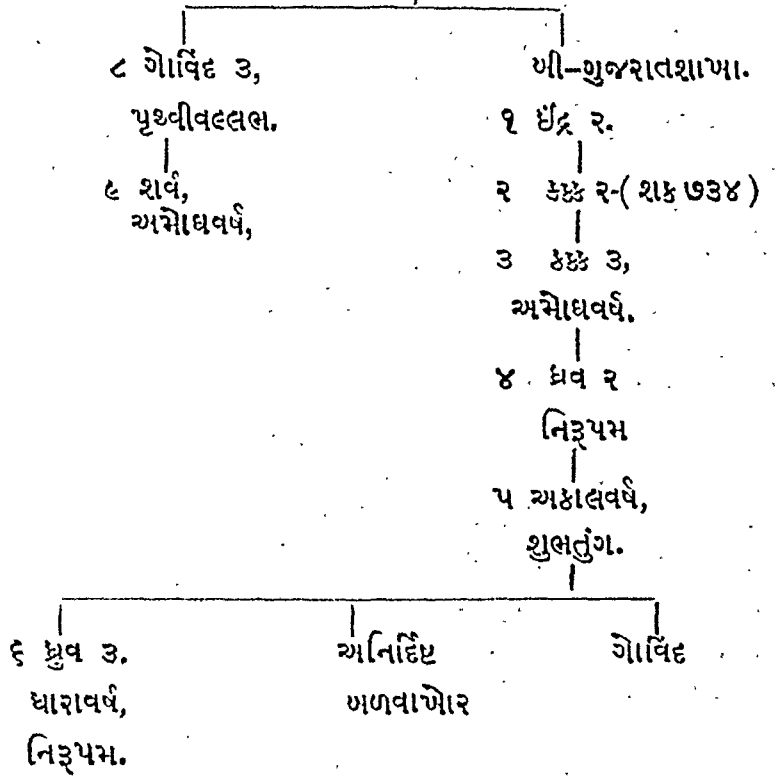 ૮ ગોવિંદ ૩,
પૃથ્વીવલ્લભ.
૯ શર્વ,
અમોઘવર્ષ,
બી-ગુજરાતશાખા.
૧ ઈંદ્ર ૨.
૨ કક્ક ૨-( શક ૭૩૪ )
૩ કક્ક ૩,
અમોઘવર્ષ.
૪ ધ્રવ ૨
નિરૂપમ
૫ અકાલવર્ષ,
શુભતુંગ.
૬ ધ્રુવ ૩.
ધારાવર્ષ,
નિરૂપમ.
અનિર્દિષ્ટ
બળવાખોર
ગોવિંદ